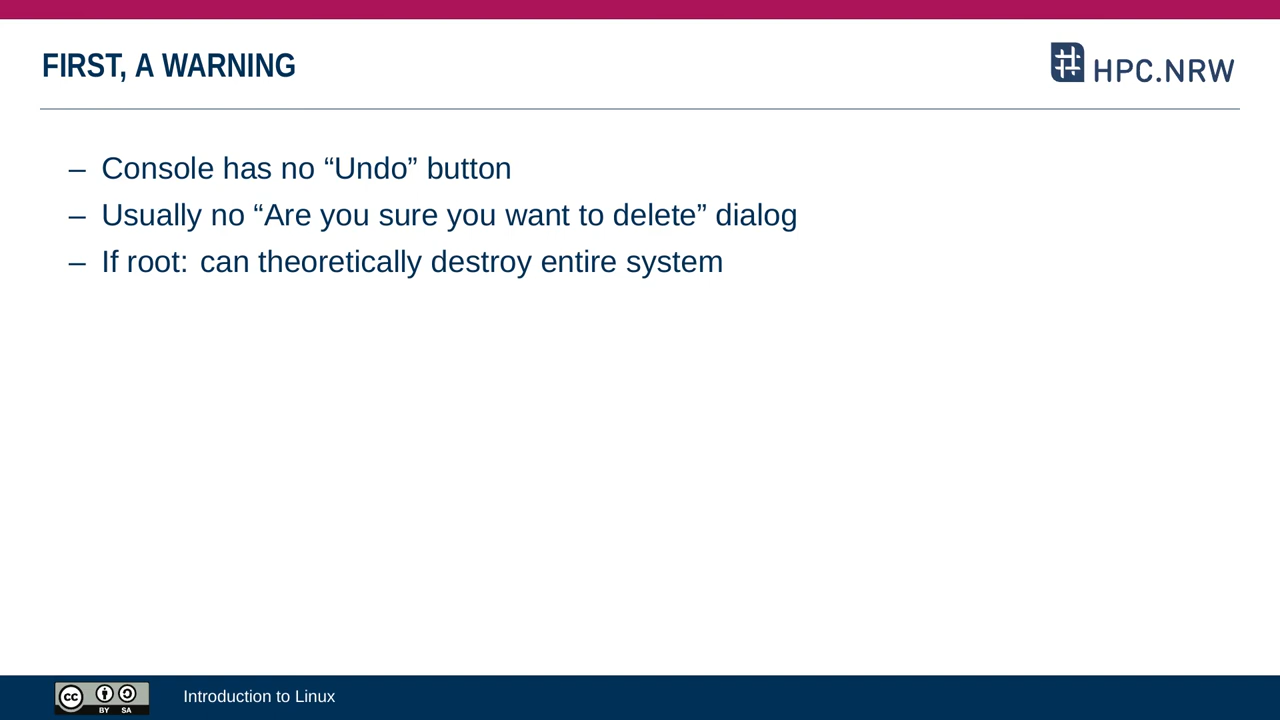 FIRST, A WARNING
HPC.NRW
– Console has no “Undo” button
– Usually no “Are you sure you want to delete” dialog
– If root: can theoretically destroy entire system
cc BY SA
Introduction to Linux